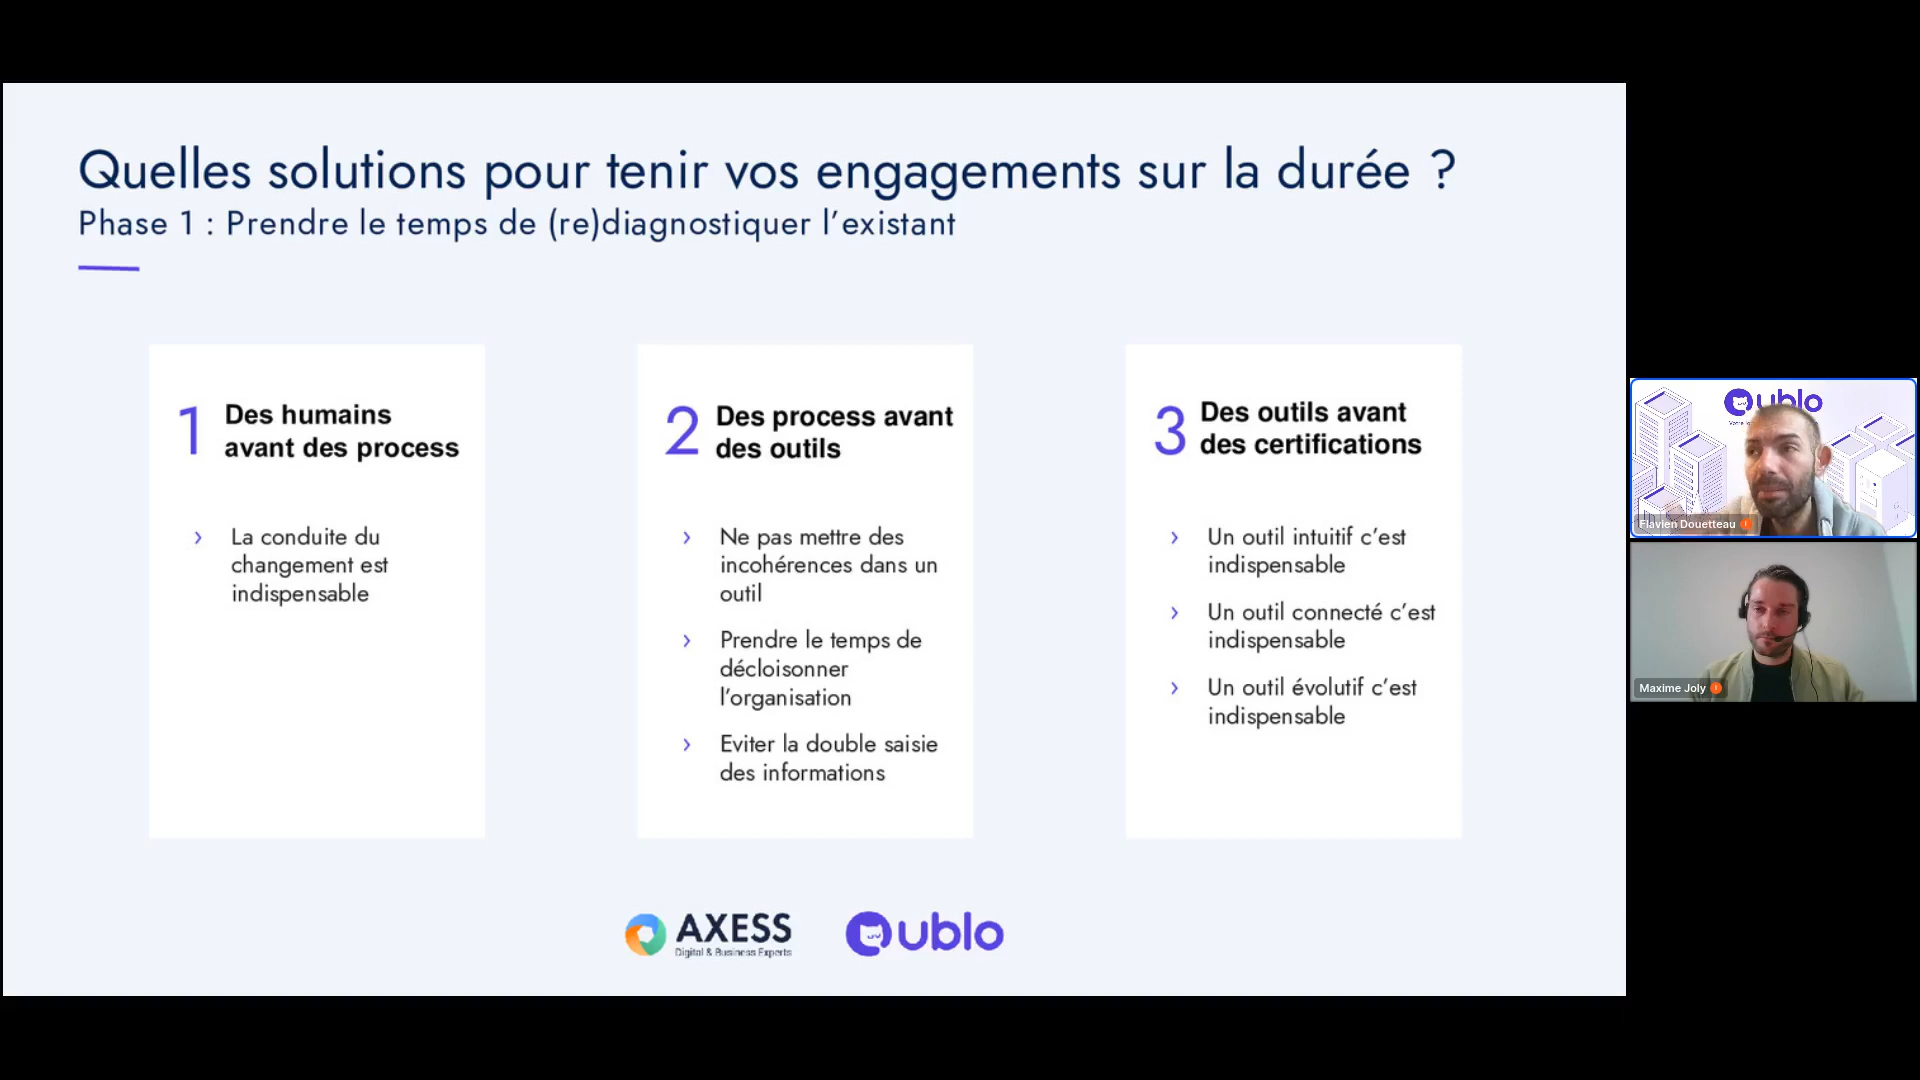 Quelles solutions pour tenir vos engagements sur la durée ?
Phase 1 : Prendre le temps de (re)diagnostiquer l’existant
1
Des humains
avant des process
› La conduite du
changement est
indispensable
2
Des process avant
des outils
› Ne pas mettre des
incohérences dans un
outil
› Prendre le temps de
décloisonner
l’organisation
› Eviter la double saisie
des informations
3
Des outils avant
des certifications
› Un outil intuitif c’est
indispensable
› Un outil connecté c’est
indispensable
› Un outil évolutif c’est
indispensable
AXESS
Digital & Business Experts
ublo
ublo
Flavien Douetteau
Maxime Joly